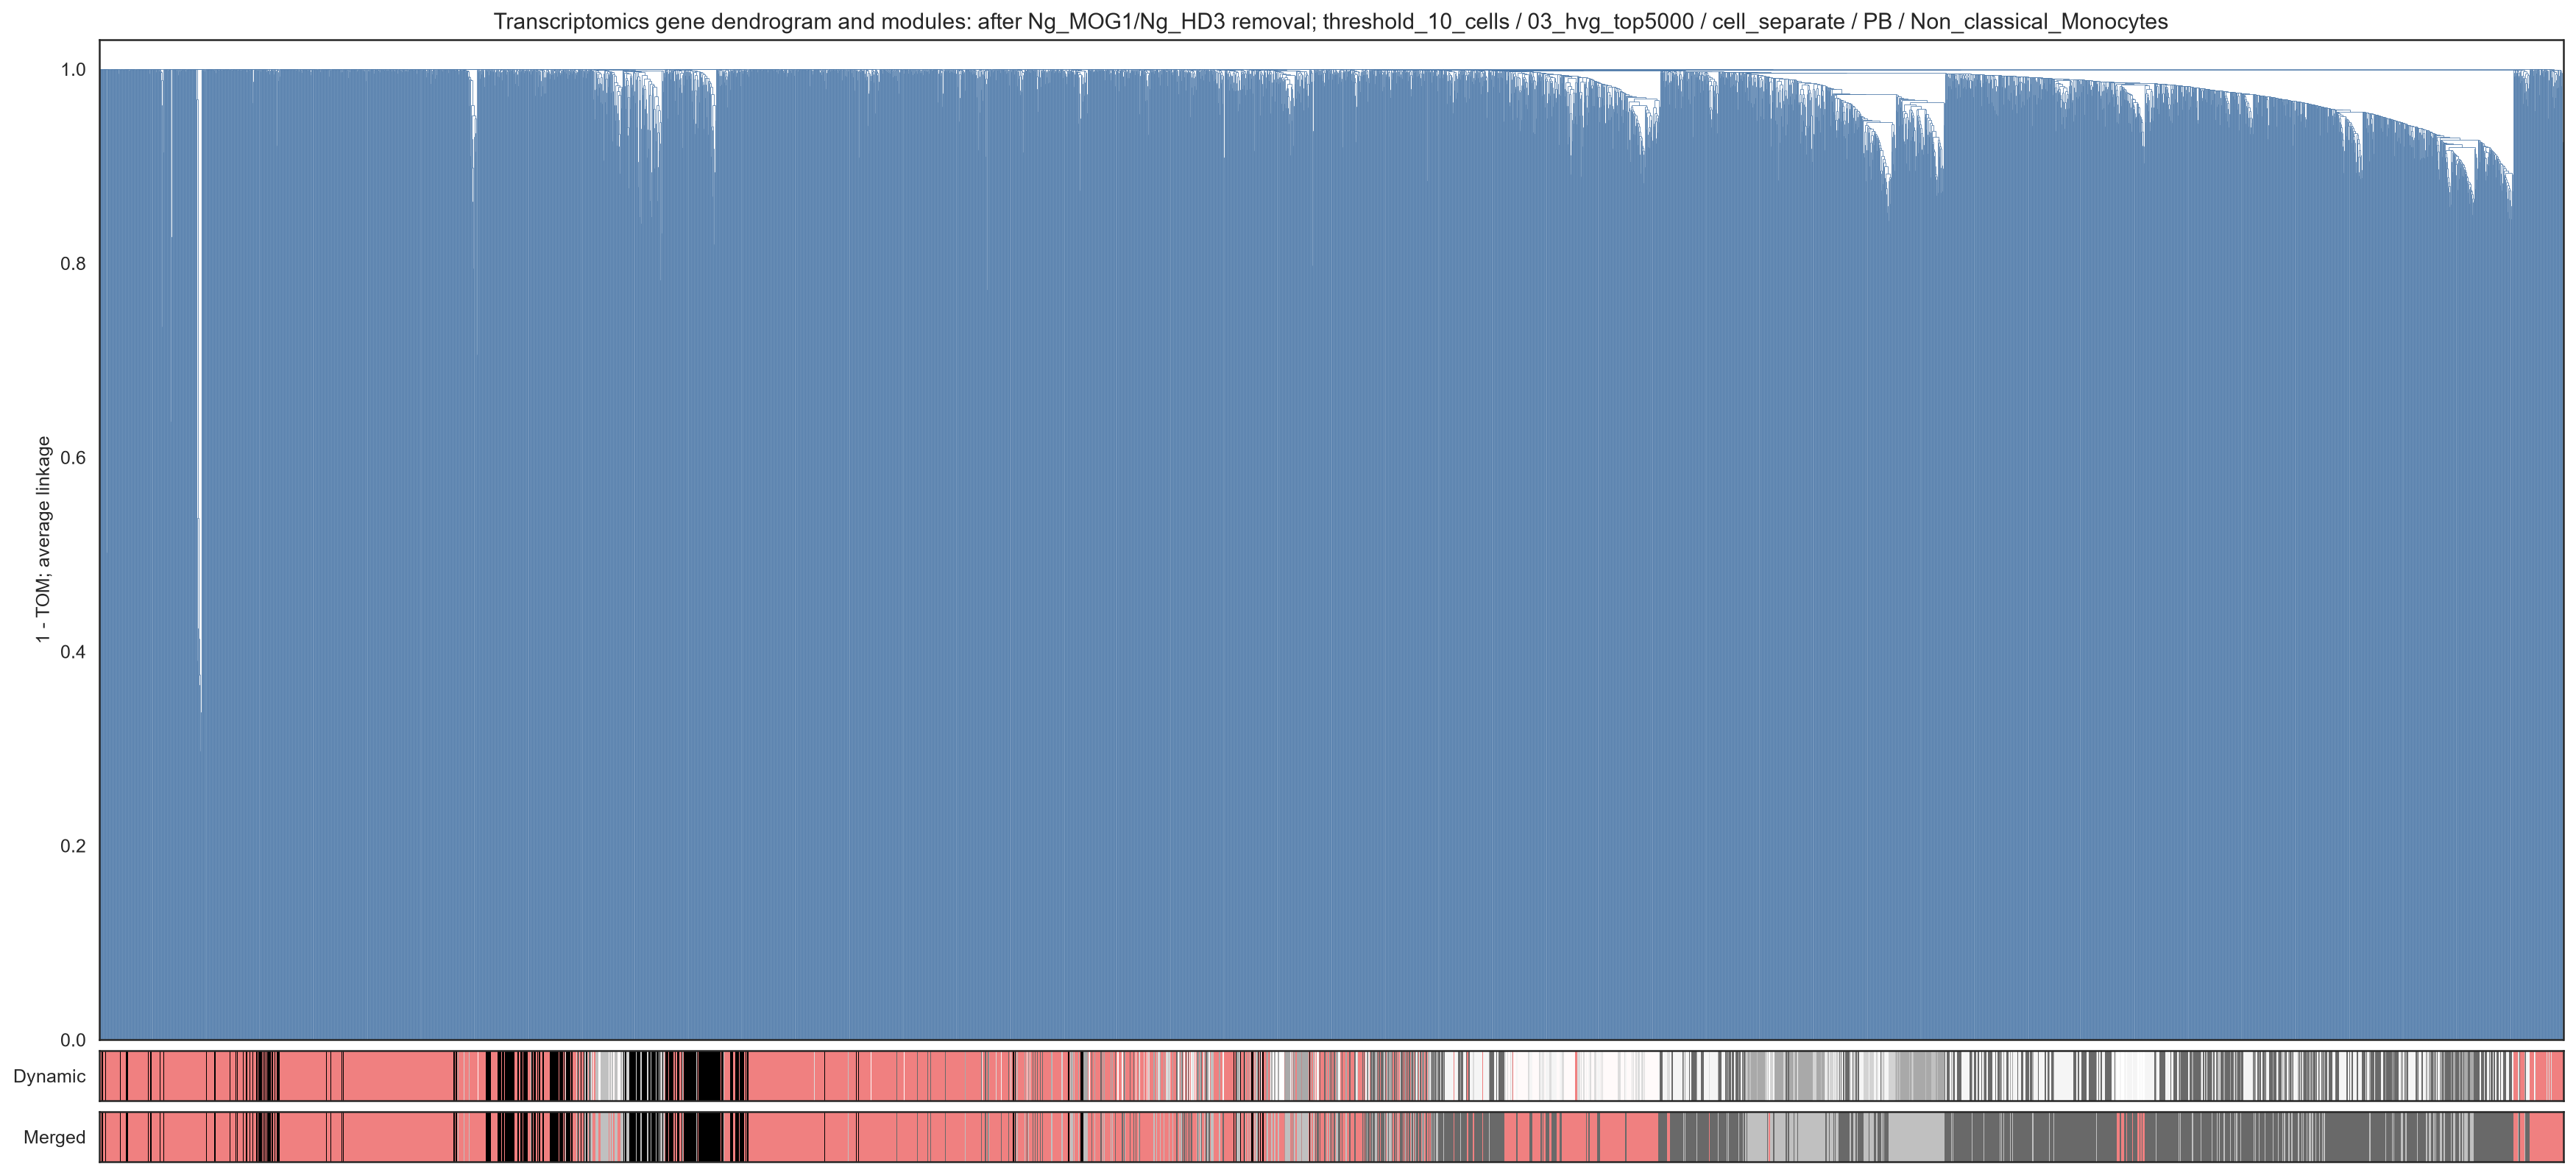 Transcriptomics gene dendrogram and modules: after Ng_MOG1/Ng_HD3 removal; threshold_10_cells / 03_hvg_top5000 / cell_separate / PB / Non_classical_Monocytes
1.0
0.8
0.6
0.4
0.2
0.0
1 - TOM; average linkage
Dynamic
Merged